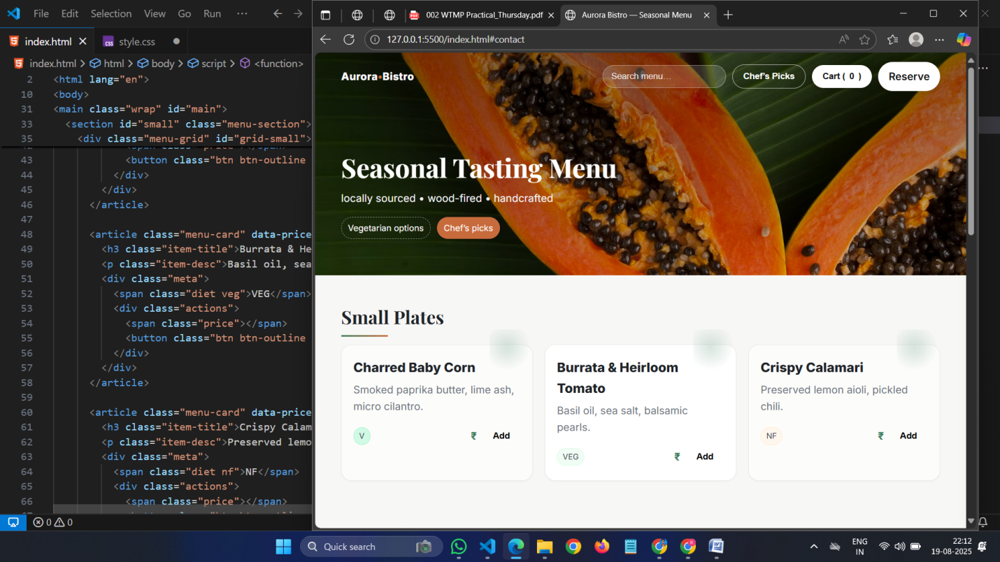 File Edit Selection View Go Run ···
index.html
style.css
index.html > html > body > script > <function>
2 <html lang="en">
10 <body>
31 <main class="wrap" id="main">
33 <section id="small" class="menu-section">
35 <div class="menu-grid" id="grid-small">
43 <button class="btn btn-outline
44 </div>
45 </div>
46 </article>
47
48 <article class="menu-card" data-price
49 <h3 class="item-title">Burrata & He
50 <p class="item-desc">Basil oil, sea
51 <div class="meta">
52 <span class="diet veg">VEG</span>
53 <div class="actions">
54 <span class="price"></span>
55 <button class="btn btn-outline
56 </div>
57 </div>
58 </article>
59
60 <article class="menu-card" data-price
61 <h3 class="item-title">Crispy Calam
62 <p class="item-desc">Preserved lemo
63 <div class="meta">
64 <span class="diet nf">NF</span>
65 <div class="actions">
66 <span class="price"></span>
0 0
002 WTMP Practical_Thursday.pdf
Aurora Bistro — Seasonal Menu
127.0.0.1:5500/index.html#contact
Aurora•Bistro
Search menu…
Chef's Picks
Cart ( 0 )
Reserve
Seasonal Tasting Menu
locally sourced • wood-fired • handcrafted
Vegetarian options
Chef's picks
Small Plates
Charred Baby Corn
Smoked paprika butter, lime ash,
micro cilantro.
V ₹ Add
Burrata & Heirloom
Tomato
Basil oil, sea salt, balsamic
pearls.
VEG ₹ Add
Crispy Calamari
Preserved lemon aioli, pickled
chili.
NF ₹ Add
Quick search
ENG
IN
22:12
19-08-2025